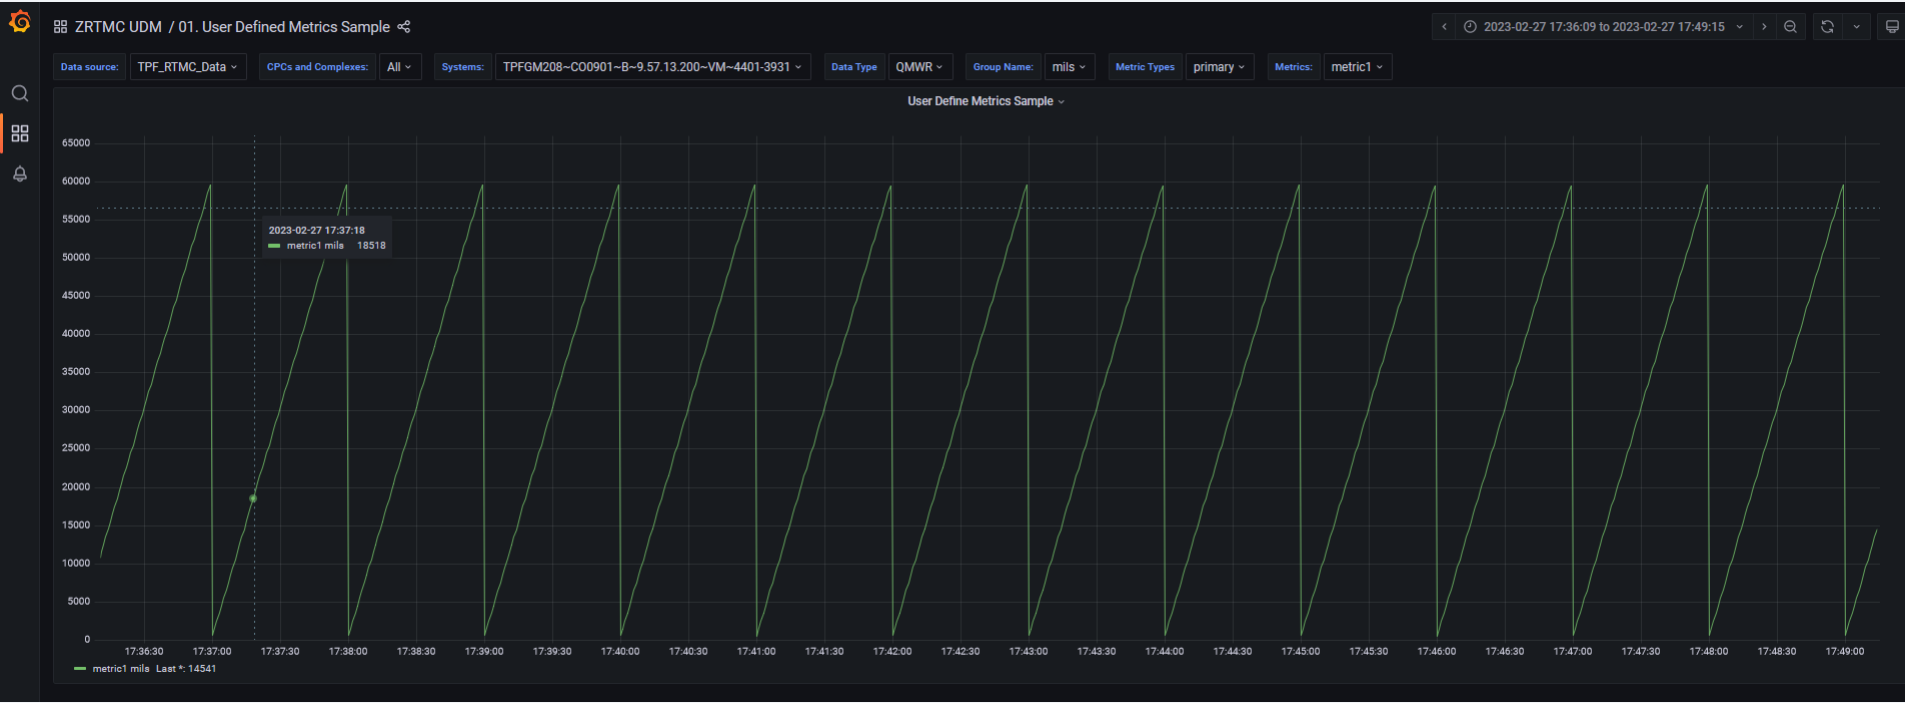 ZRTMC UDM / 01. User Defined Metrics Sample
2023-02-27 17:36:09 to 2023-02-27 17:49:15
Data source: TPF_RTMC_Data CPCs and Complexes: All Systems: TPFGM208~CO0901~B~9.57.13.200~VM~4401-3931 Data Type QMWR Group Name: mils Metric Types primary Metrics: metric1
User Define Metrics Sample
65000
60000
55000
50000
45000
40000
35000
30000
25000
20000
15000
10000
5000
0
2023-02-27 17:37:18
metric1 mils 18518
17:36:30 17:37:00 17:37:30 17:38:00 17:38:30 17:39:00 17:39:30 17:40:00 17:40:30 17:41:00 17:41:30 17:42:00 17:42:30 17:43:00 17:43:30 17:44:00 17:44:30 17:45:00 17:45:30 17:46:00 17:46:30 17:47:00 17:47:30 17:48:00 17:48:30 17:49:00
metric1 mils Last *: 14541